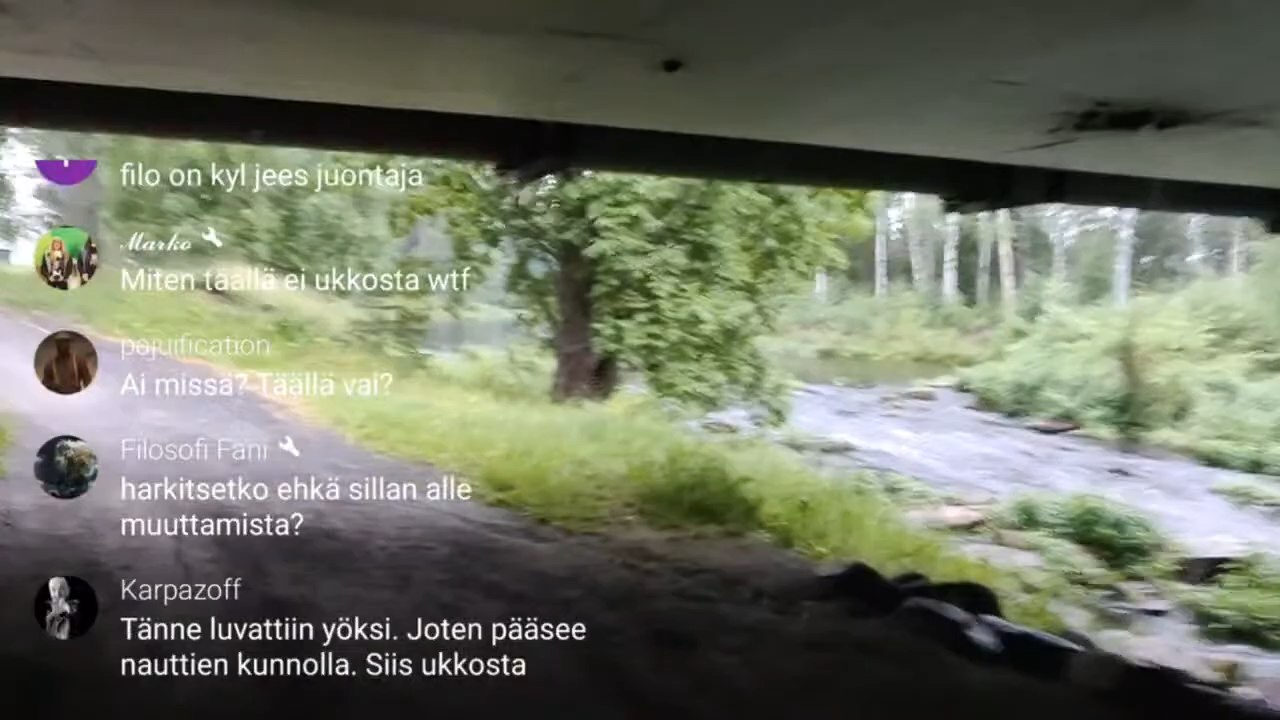 filo on kyl jees juontaja
Marko
Miten täällä ei ukkosta wtf
pajuification
Ai missä? Täällä vai?
Filosofi Fani
harkitsetko ehkä sillan alle
muuttamista?
Karpazoff
Tänne luvattiin yöksi. Joten pääsee
nauttien kunnolla. Siis ukkosta